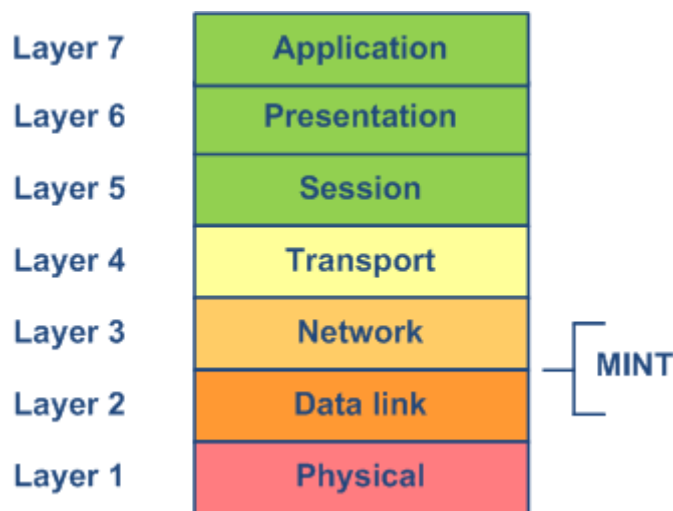 Layer 7 Application
Layer 6 Presentation
Layer 5 Session
Layer 4 Transport
Layer 3 Network
MINT
Layer 2 Data link
Layer 1 Physical